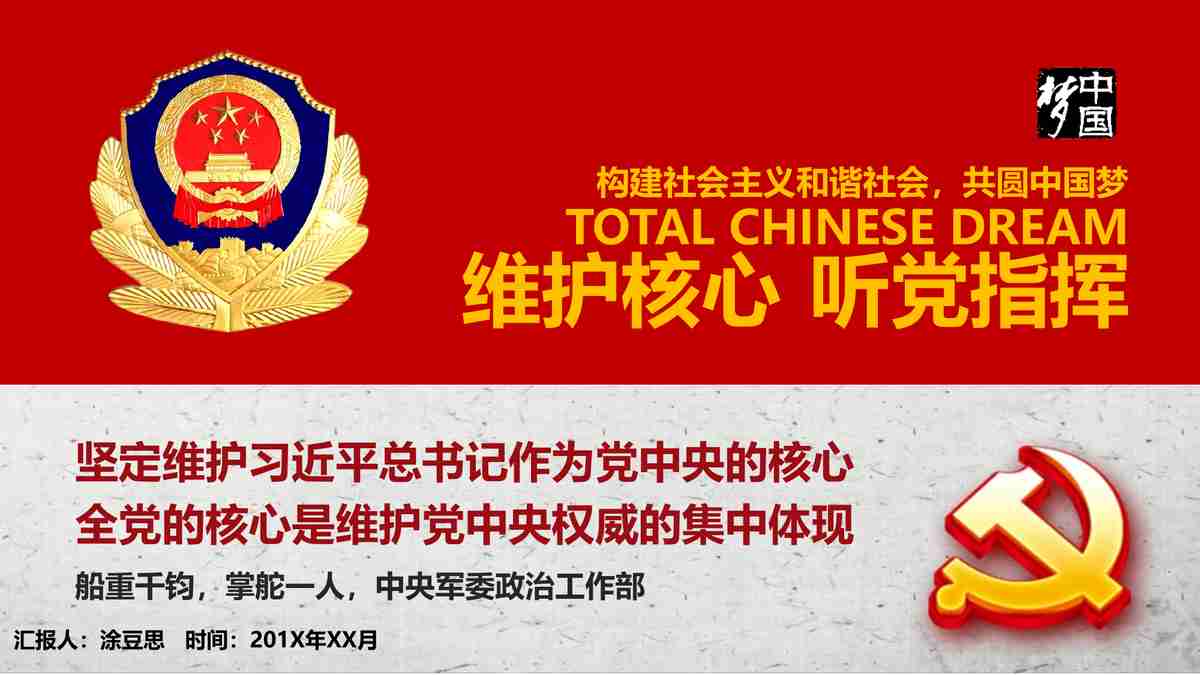 中国
梦
构建社会主义和谐社会，共圆中国梦
TOTAL CHINESE DREAM
维护核心 听党指挥
坚定维护习近平总书记作为党中央的核心
全党的核心是维护党中央权威的集中体现
船重千钧，掌舵一人，中央军委政治工作部
汇报人：涂豆思 时间：201X年XX月